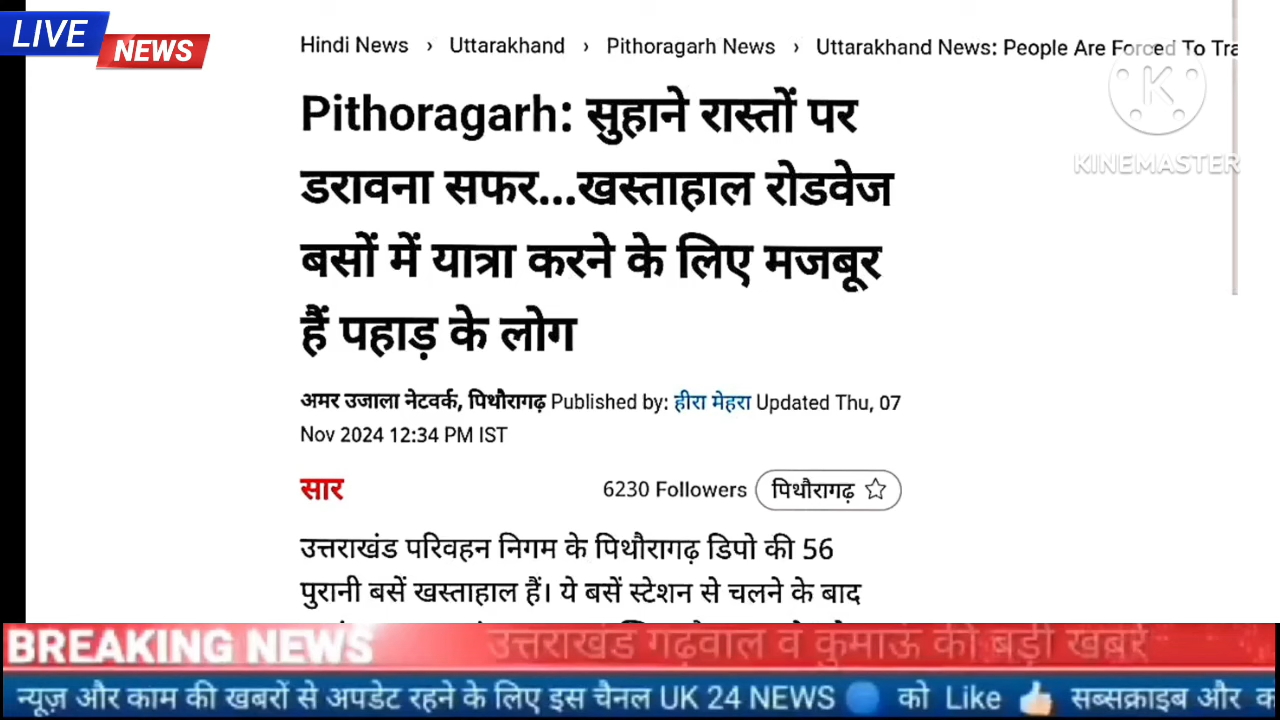 LIVE
NEWS
Hindi News › Uttarakhand › Pithoragarh News › Uttarakhand News: People Are Forced To Tra
KINEMASTER
Pithoragarh: सुहाने रास्तों पर
डरावना सफर...खस्ताहाल रोडवेज
बसों में यात्रा करने के लिए मजबूर
हैं पहाड़ के लोग
अमर उजाला नेटवर्क, पिथौरागढ़ Published by: हीरा मेहरा Updated Thu, 07
Nov 2024 12:34 PM IST
सार
6230 Followers पिथौरागढ़
उत्तराखंड परिवहन निगम के पिथौरागढ़ डिपो की 56
पुरानी बसें खस्ताहाल हैं। ये बसें स्टेशन से चलने के बाद
BREAKING NEWS उत्तराखंड गढ़वाल व कुमाऊं की बड़ी खबरें
न्यूज़ और काम की खबरों से अपडेट रहने के लिए इस चैनल UK 24 NEWS 🔵 को Like 👍 सब्सक्राइब और